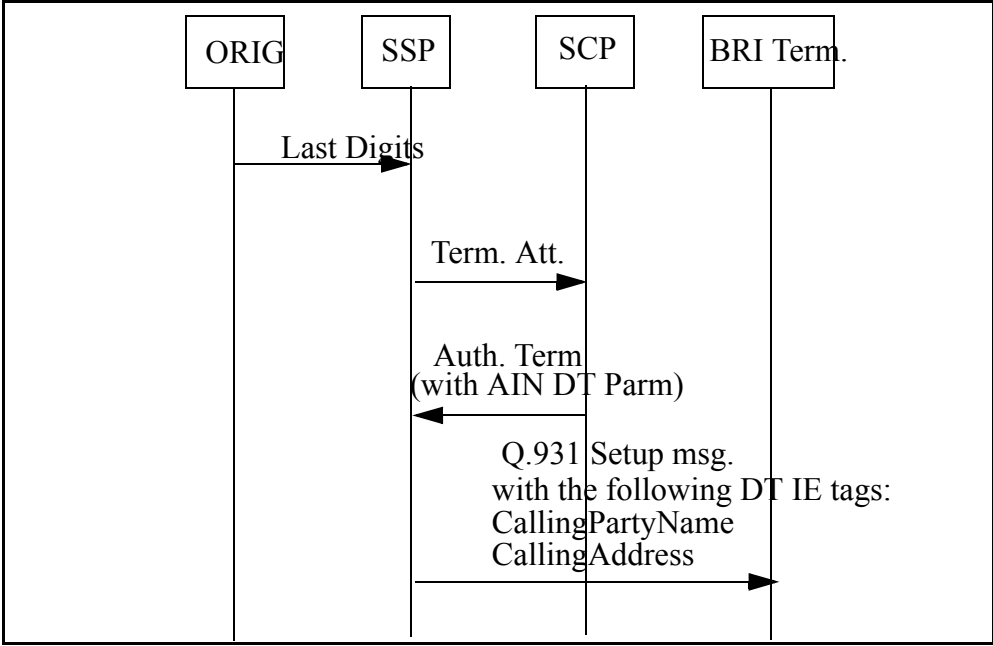 ORIG
SSP
SCP
BRI Term.
Last Digits
Term. Att.
Auth. Term
(with AIN DT Parm)
Q.931 Setup msg.
with the following DT IE tags:
CallingPartyName
CallingAddress